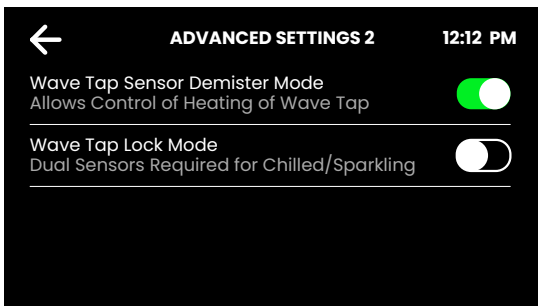 ADVANCED SETTINGS 2 12:12 PM
Wave Tap Sensor Demister Mode
Allows Control of Heating of Wave Tap
Wave Tap Lock Mode
Dual Sensors Required for Chilled/Sparkling